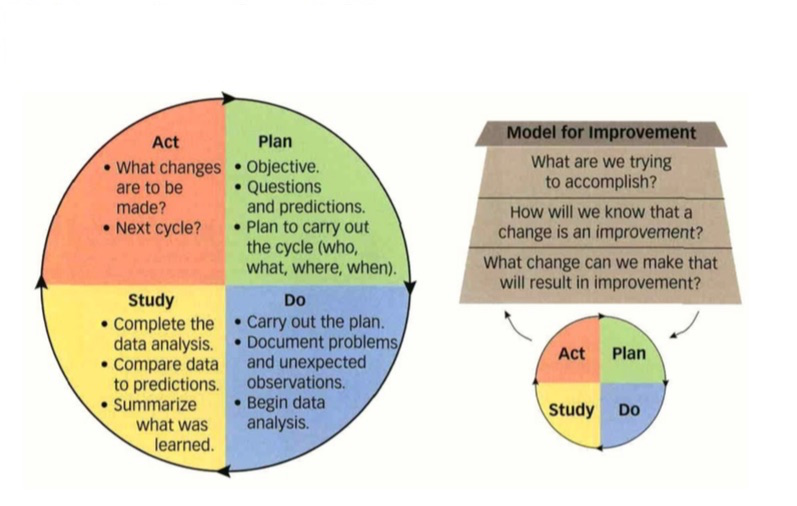 Act
• What changes
are to be
made?
• Next cycle?
Plan
• Objective.
• Questions
and predictions.
• Plan to carry out
the cycle (who,
what, where, when).
Study
• Complete the
data analysis.
• Compare data
to predictions.
• Summarize
what was
learned.
Do
• Carry out the plan.
• Document problems
and unexpected
observations.
• Begin data
analysis.
Model for Improvement
What are we trying
to accomplish?
How will we know that a
change is an improvement?
What change can we make that
will result in improvement?
Act
Plan
Study
Do